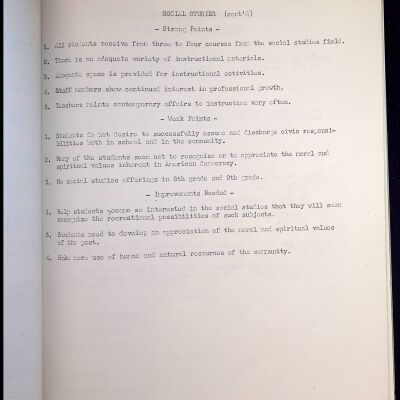 SOCIAL STUDIES (cont'd)
- Strong Points -
1. All students receive from three to four courses from the social studies field.
2. There is an adequate variety of instructional materials.
3. Adequate space is provided for instructional activities.
4. Staff members show continued interest in professional growth.
5. Teachers relate contemporary affairs to instruction very often.
- Weak Points -
1. Students do not desire to successfully assume and discharge civic responsi-
bilities both in school and in the community.
2. Many of the students seem not to recognize or to appreciate the moral and
spiritual values inherent in American democracy.
2. No social studies offerings in 8th grade and 9th grade.
- Improvements Needed -
1. Help students become so interested in the social studies that they will soon
recognize the recreational possibilities of such subjects.
3. Students need to develop an appreciation of the moral and spiritual values
of the past.
4. Make more use of human and natural resources of the community.